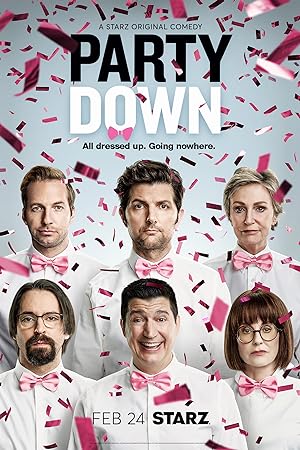 A STARZ ORIGINAL COMEDY
PARTY
DOWN
All dressed up. Going nowhere.
FEB 24 STARZ